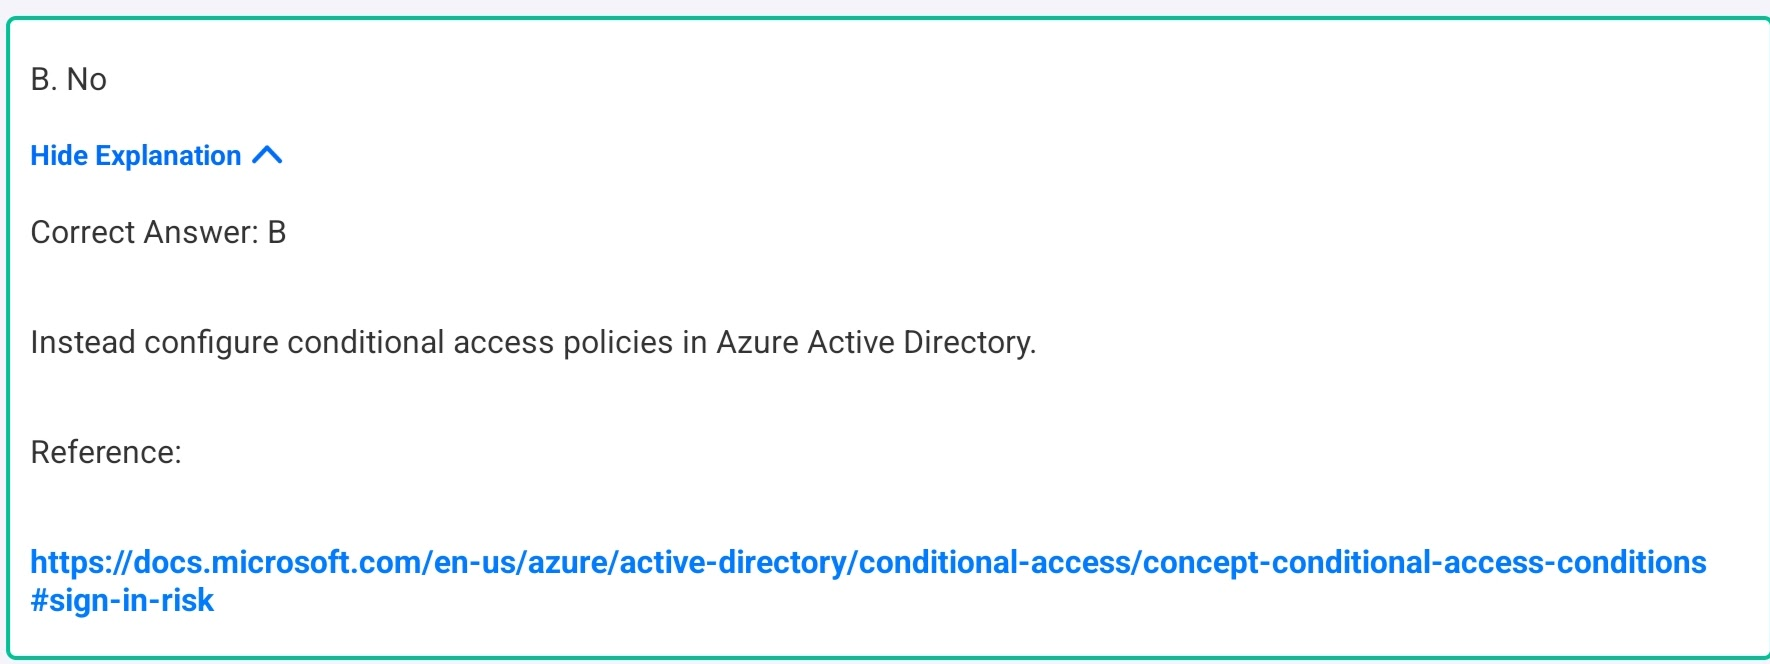 B. No
Hide Explanation
Correct Answer: B
Instead configure conditional access policies in Azure Active Directory.
Reference:
https://docs.microsoft.com/en-us/azure/active-directory/conditional-access/concept-conditional-access-conditions
#sign-in-risk